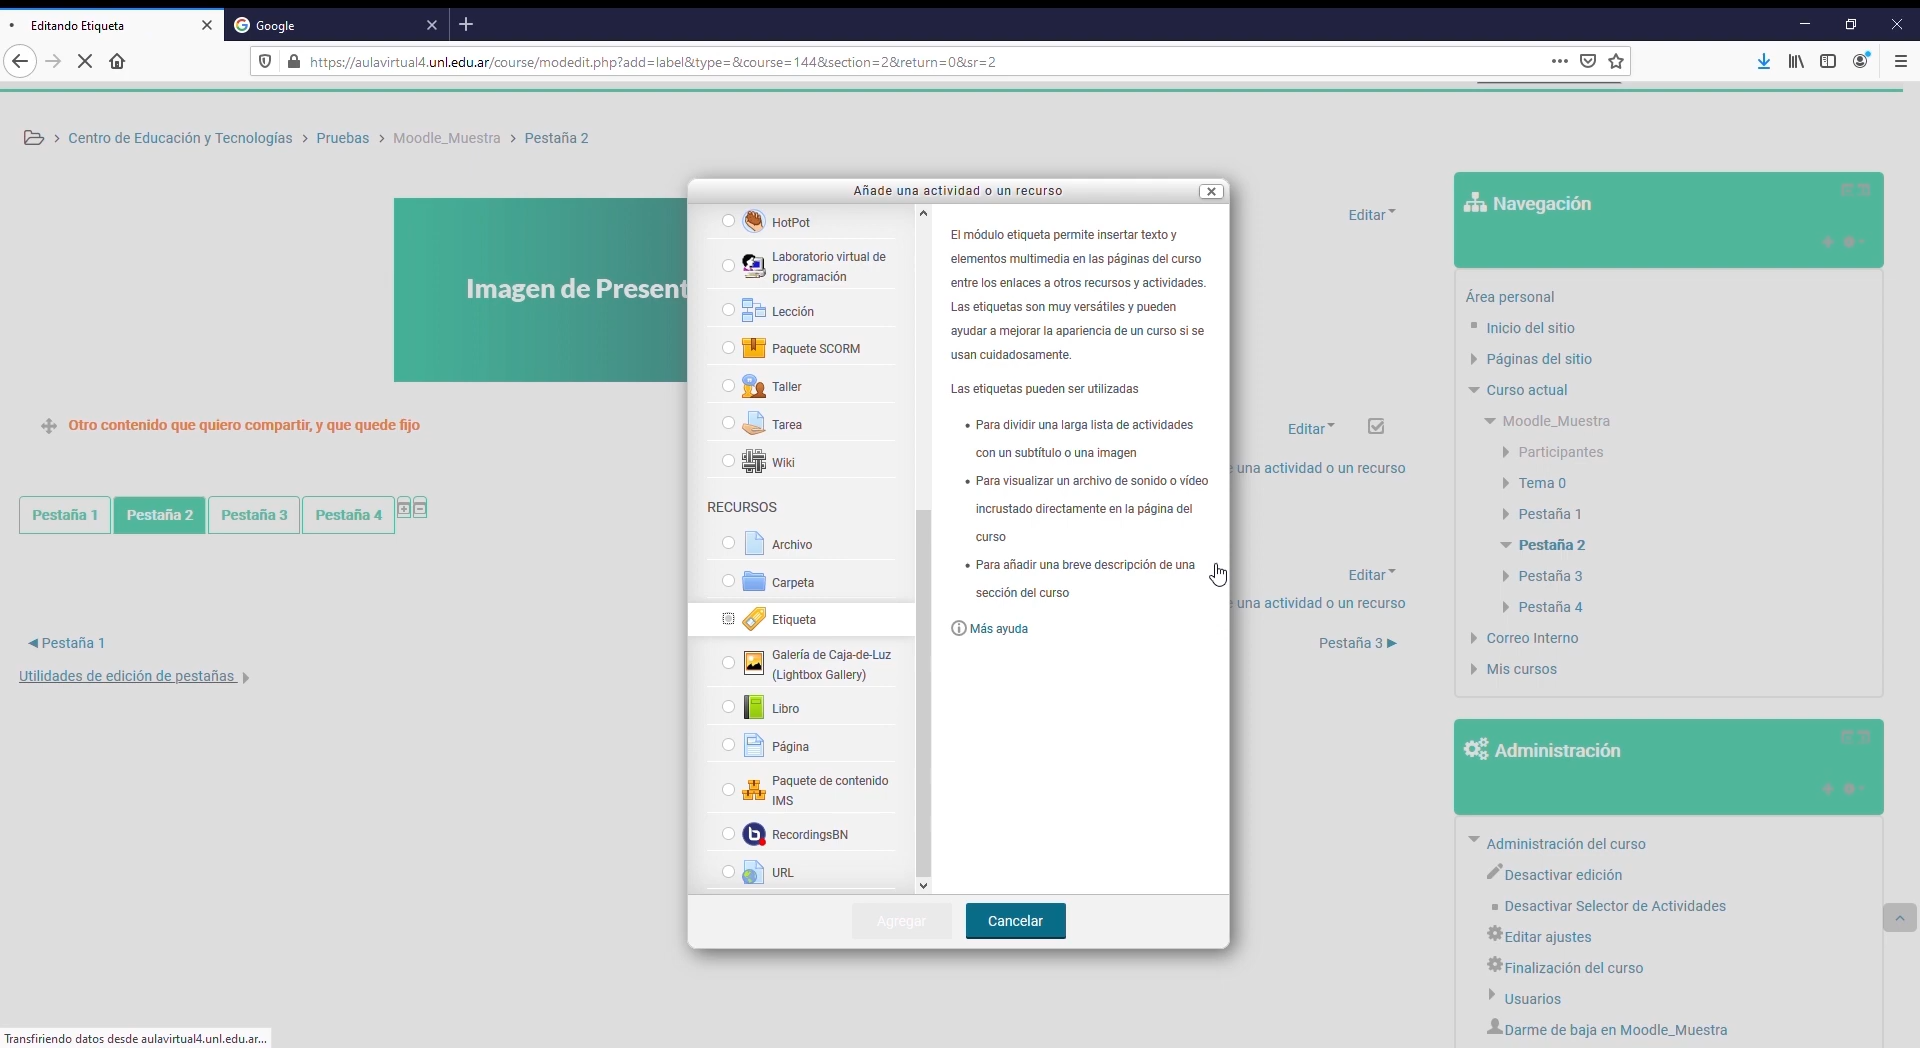 Editando Etiqueta
Google
https://aulavirtual4.unl.edu.ar/course/modedit.php?add=label&type=&course=144&section=2&return=0&sr=2
Centro de Educación y Tecnologías > Pruebas > Moodle_Muestra > Pestaña 2
Imagen de Present
Otro contenido que quiero compartir, y que quede fijo
Pestaña 1
Pestaña 2
Pestaña 3
Pestaña 4
Pestaña 1
Utilidades de edición de pestañas
Añade una actividad o un recurso
HotPot
Laboratorio virtual de
programación
Lección
Paquete SCORM
Taller
Tarea
Wiki
RECURSOS
Archivo
Carpeta
Etiqueta
Galería de Caja-de-Luz
(Lightbox Gallery)
Libro
Página
Paquete de contenido
IMS
RecordingsBN
URL
El módulo etiqueta permite insertar texto y
elementos multimedia en las páginas del curso
entre los enlaces a otros recursos y actividades.
Las etiquetas son muy versátiles y pueden
ayudar a mejorar la apariencia de un curso si se
usan cuidadosamente.
Las etiquetas pueden ser utilizadas
• Para dividir una larga lista de actividades
con un subtítulo o una imagen
• Para visualizar un archivo de sonido o vídeo
incrustado directamente en la página del
curso
• Para añadir una breve descripción de una
sección del curso
Más ayuda
Agregar
Cancelar
Editar
Editar
una actividad o un recurso
Editar
una actividad o un recurso
Pestaña 3
Navegación
Área personal
Inicio del sitio
Páginas del sitio
Curso actual
Moodle_Muestra
Participantes
Tema 0
Pestaña 1
Pestaña 2
Pestaña 3
Pestaña 4
Correo Interno
Mis cursos
Administración
Administración del curso
Desactivar edición
Desactivar Selector de Actividades
Editar ajustes
Finalización del curso
Usuarios
Darme de baja en Moodle_Muestra
Transfiriendo datos desde aulavirtual4.unl.edu.ar...